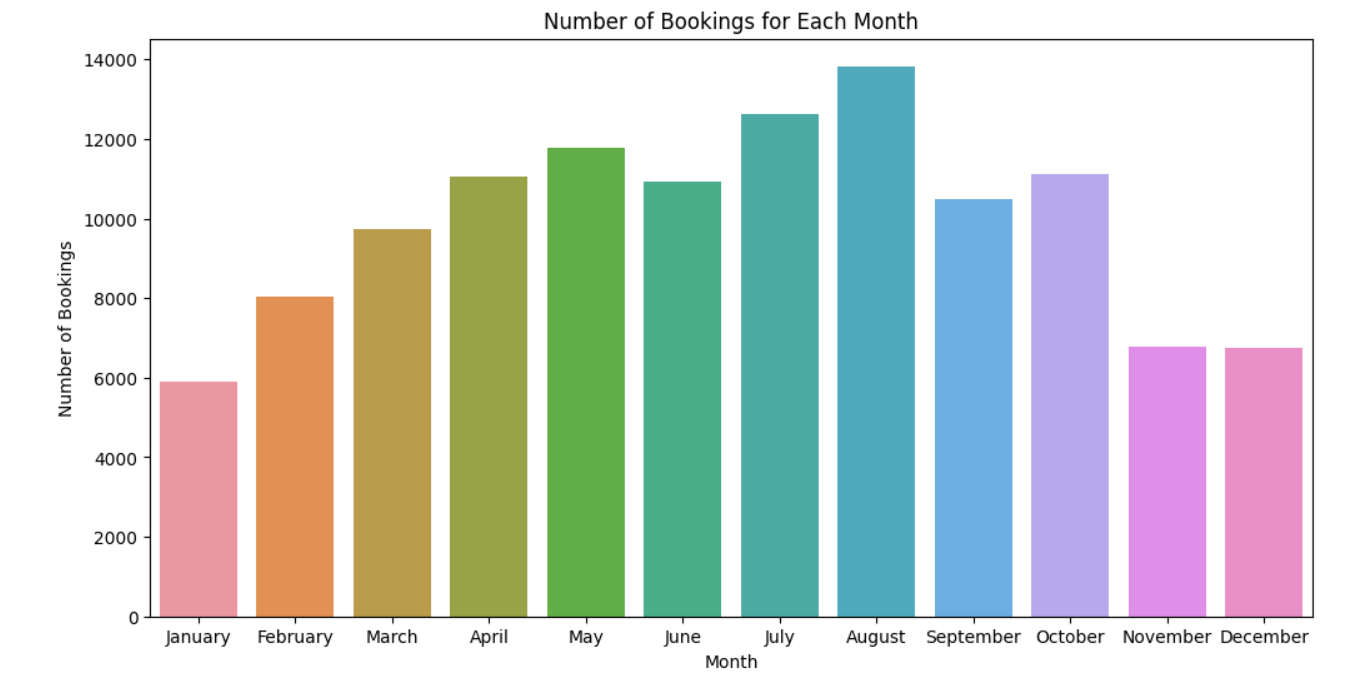 Number of Bookings for Each Month
14000
12000
10000
8000
6000
4000
2000
0
Number of Bookings
January February March April May June July August September October November December
Month